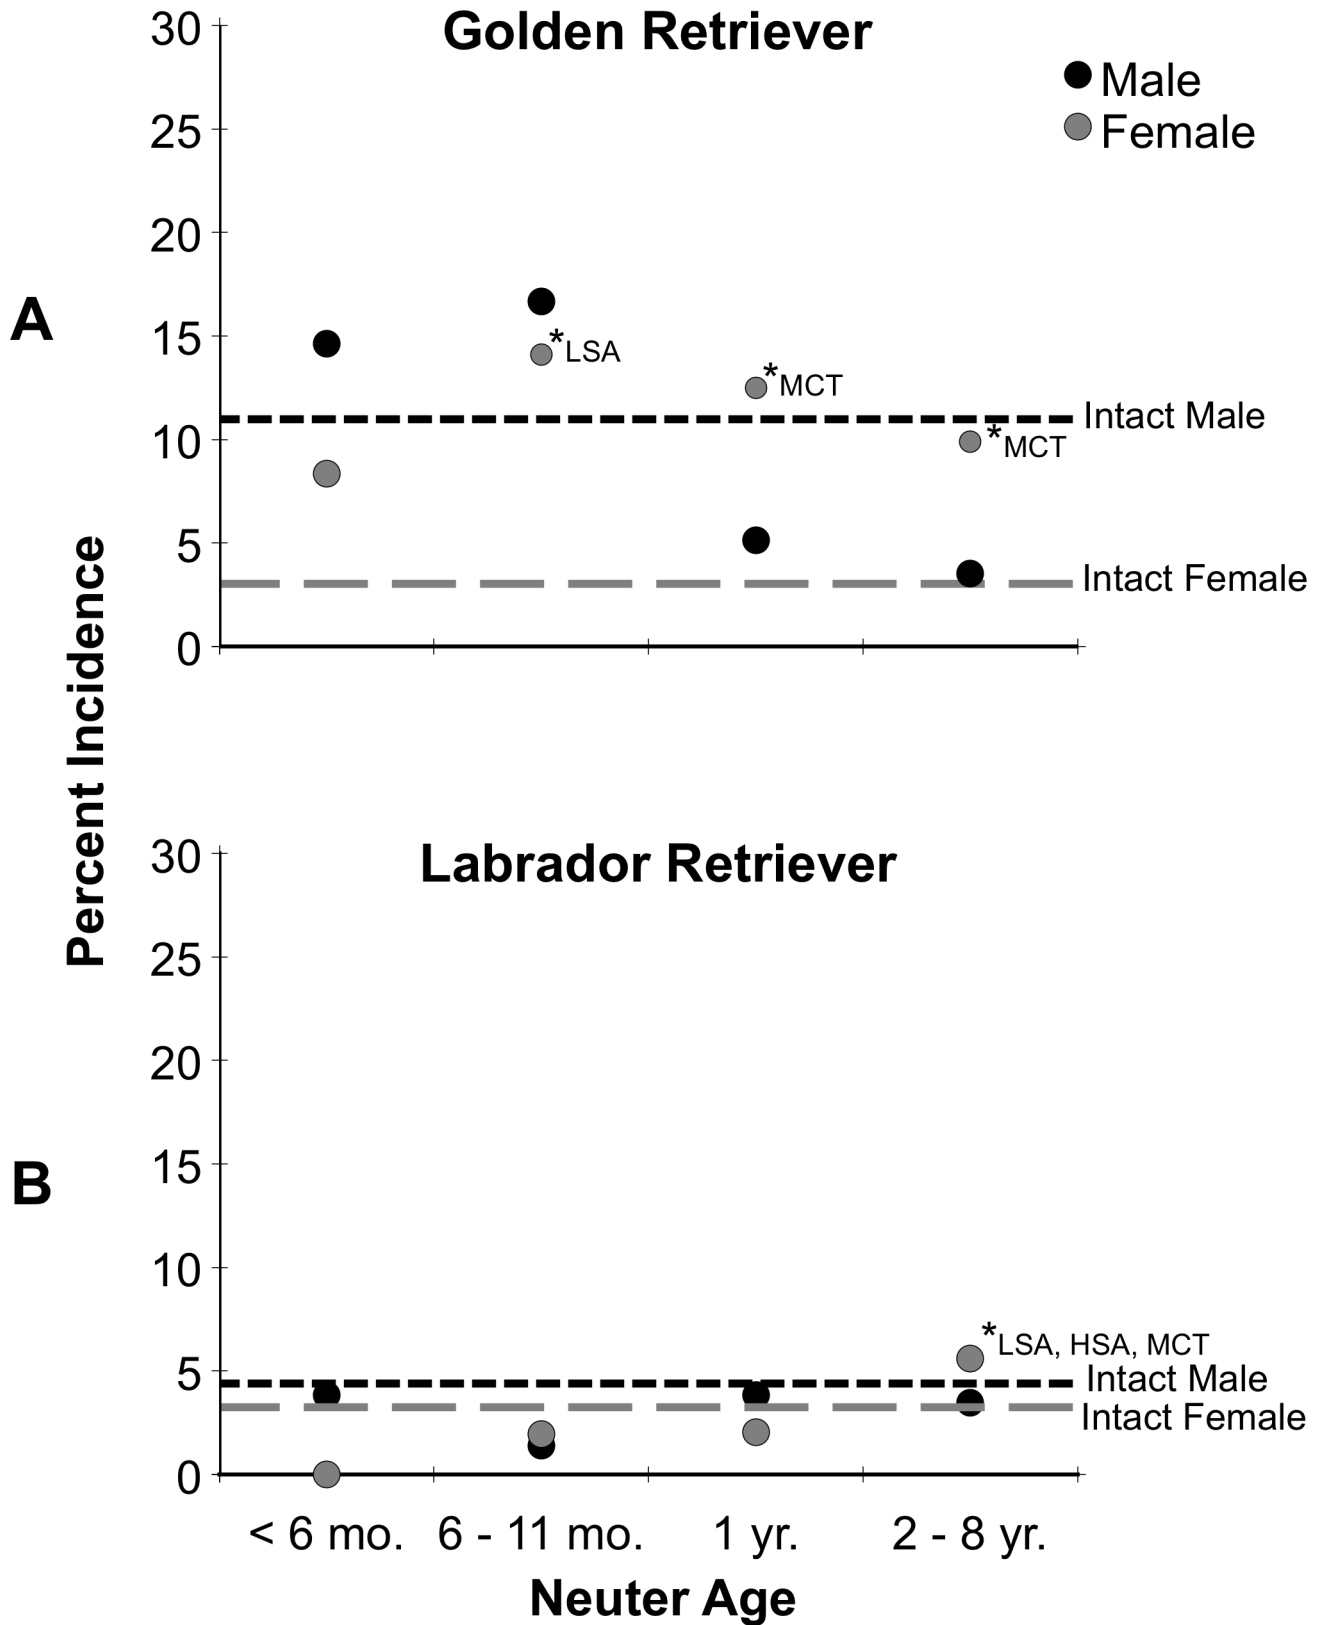 Golden Retriever
Male
Female
30
25
20
15
10
5
0
A
*LSA
*MCT
Intact Male
*MCT
Intact Female
Percent Incidence
Labrador Retriever
30
25
20
15
10
5
0
B
*LSA, HSA, MCT
Intact Male
Intact Female
< 6 mo. 6 - 11 mo. 1 yr. 2 - 8 yr.
Neuter Age